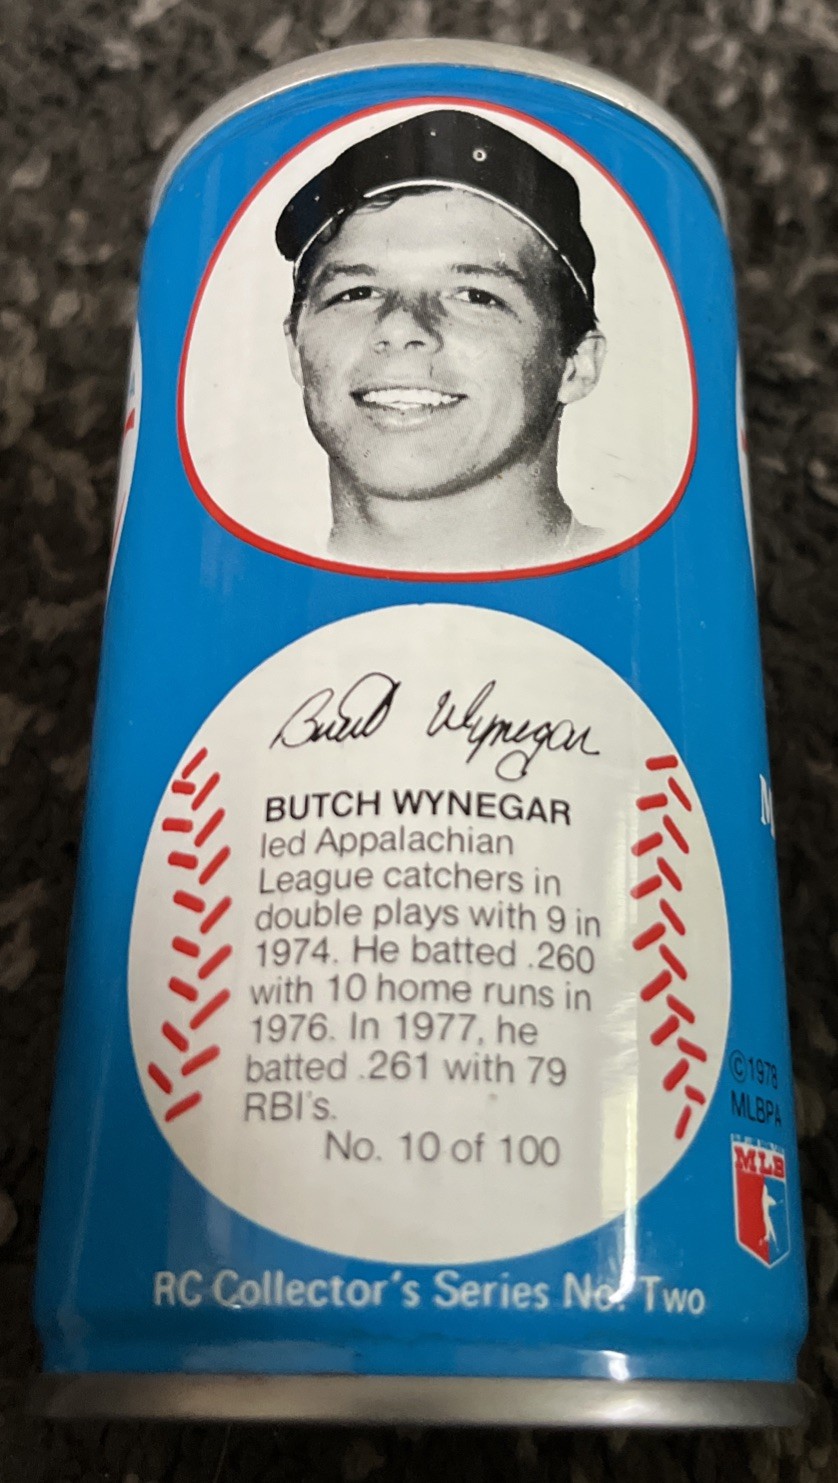 Butch Wynegar
BUTCH WYNEGAR
led Appalachian
League catchers in
double plays with 9 in
1974. He batted .260
with 10 home runs in
1976. In 1977, he
batted .261 with 79
RBI's.
No. 10 of 100
©1978
MLBPA
MLB
RC Collector's Series No. Two